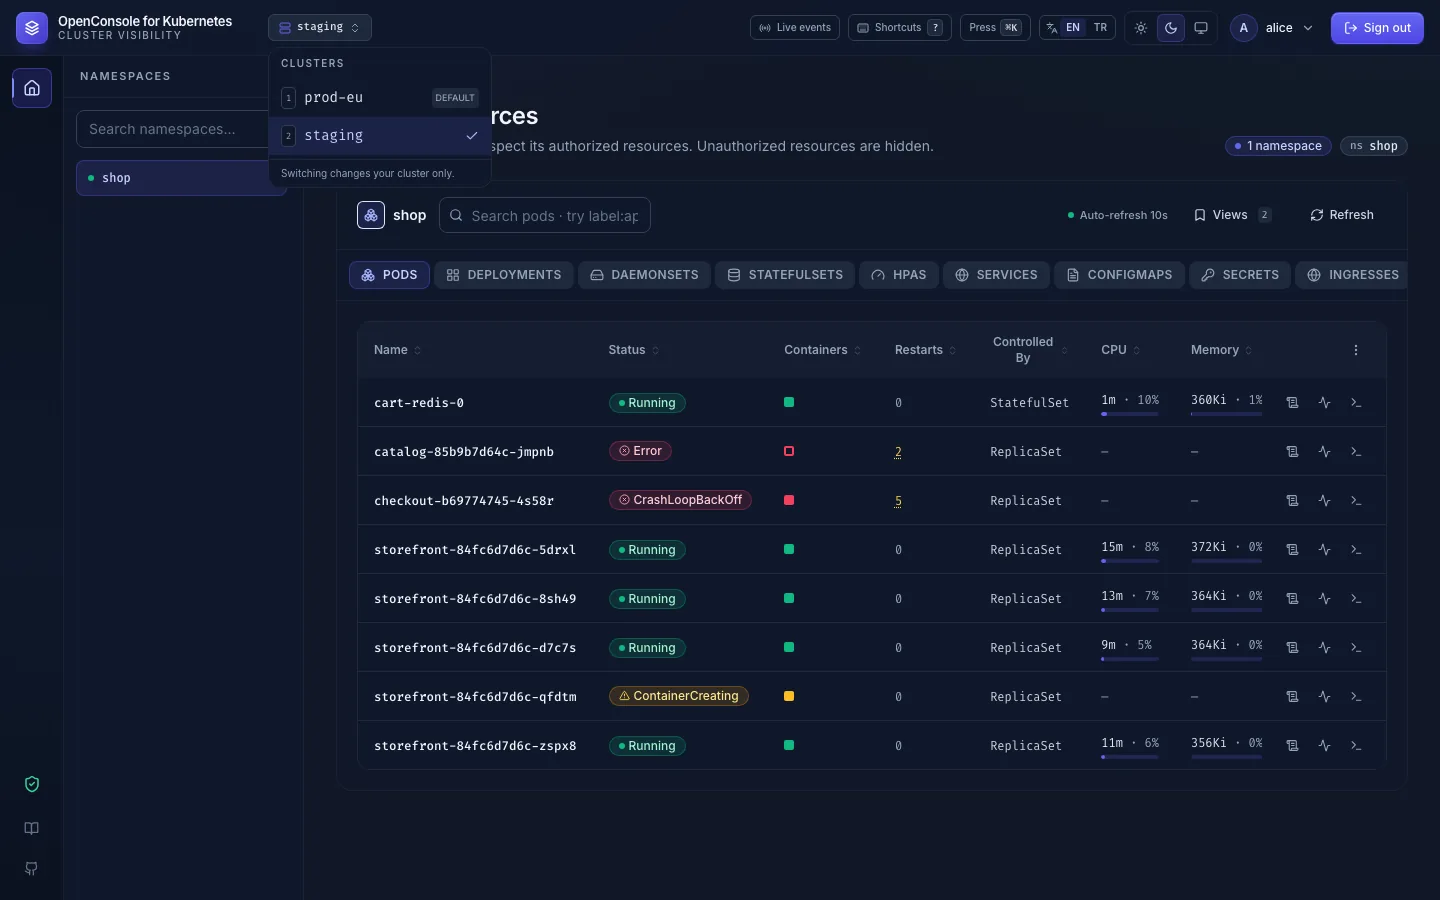 OpenConsole for Kubernetes
CLUSTER VISIBILITY
staging
Live events
Shortcuts ?
Press ⌘K
EN TR
A alice
Sign out
NAMESPACES
Search namespaces...
shop
CLUSTERS
1 prod-eu DEFAULT
2 staging
Switching changes your cluster only.
rces
spect its authorized resources. Unauthorized resources are hidden.
1 namespace
ns shop
shop
Search pods · try label:ap
Auto-refresh 10s
Views 2
Refresh
PODS DEPLOYMENTS DAEMONSETS STATEFULSETS HPAS SERVICES CONFIGMAPS SECRETS INGRESSES
Name Status Containers Restarts Controlled By CPU Memory
cart-redis-0 Running 0 StatefulSet 1m · 10% 360Ki · 1%
catalog-85b9b7d64c-jmpnb Error 2 ReplicaSet — —
checkout-b69774745-4s58r CrashLoopBackOff 5 ReplicaSet — —
storefront-84fc6d7d6c-5drxl Running 0 ReplicaSet 15m · 8% 372Ki · 0%
storefront-84fc6d7d6c-8sh49 Running 0 ReplicaSet 13m · 7% 364Ki · 0%
storefront-84fc6d7d6c-d7c7s Running 0 ReplicaSet 9m · 5% 364Ki · 0%
storefront-84fc6d7d6c-qfdtm ContainerCreating 0 ReplicaSet — —
storefront-84fc6d7d6c-zspx8 Running 0 ReplicaSet 11m · 6% 356Ki · 0%